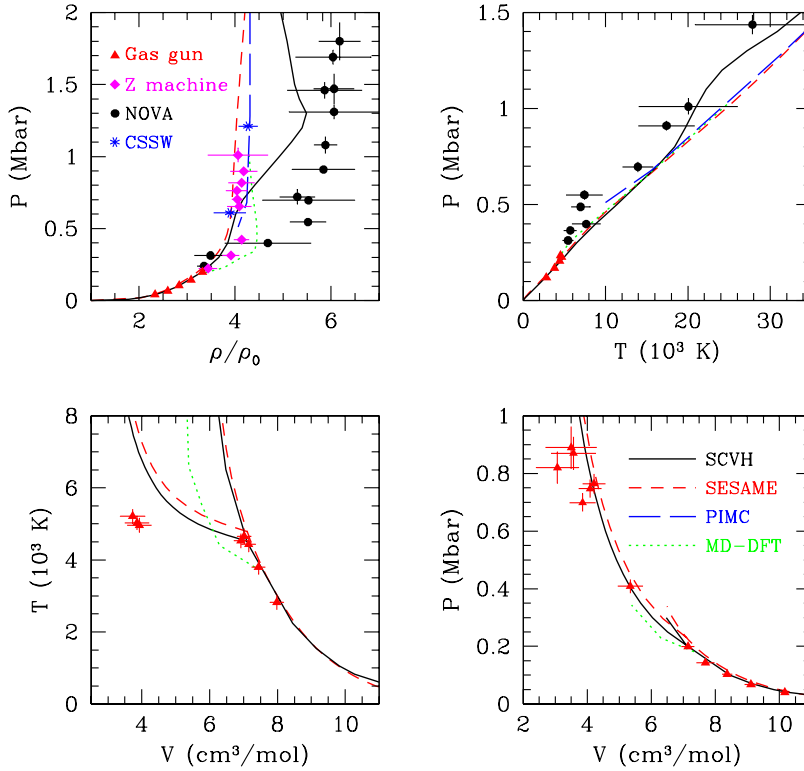 2
1.5
1
0.5
0
P (Mbar)
Gas gun
Z machine
NOVA
CSSW
2
4
6
ρ/ρ₀
1.5
1
0.5
0
P (Mbar)
0
10
20
30
T (10³ K)
8
6
4
2
0
T (10³ K)
4
6
8
10
V (cm³/mol)
1
0.8
0.6
0.4
0.2
0
P (Mbar)
SCVH
SESAME
PIMC
MD-DFT
2
4
6
8
10
V (cm³/mol)